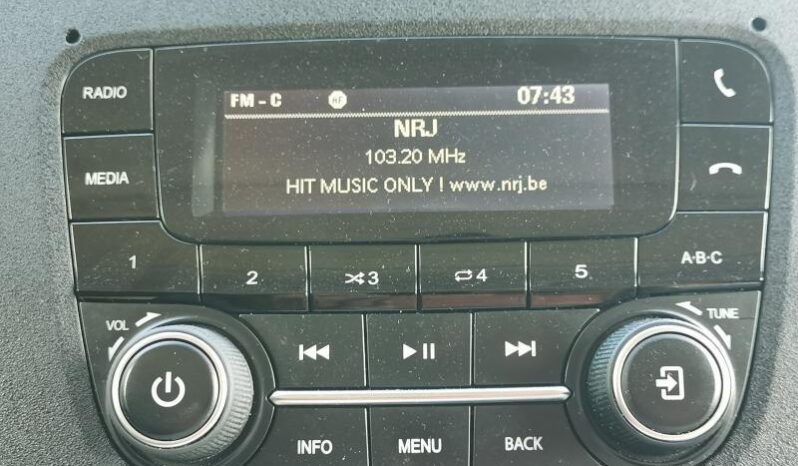 RADIO
FM - C AF 07:43
NRJ
103.20 MHz
HIT MUSIC ONLY ! www.nrj.be
MEDIA
1 2 3 4 5 A·B·C
VOL TUNE
INFO MENU BACK